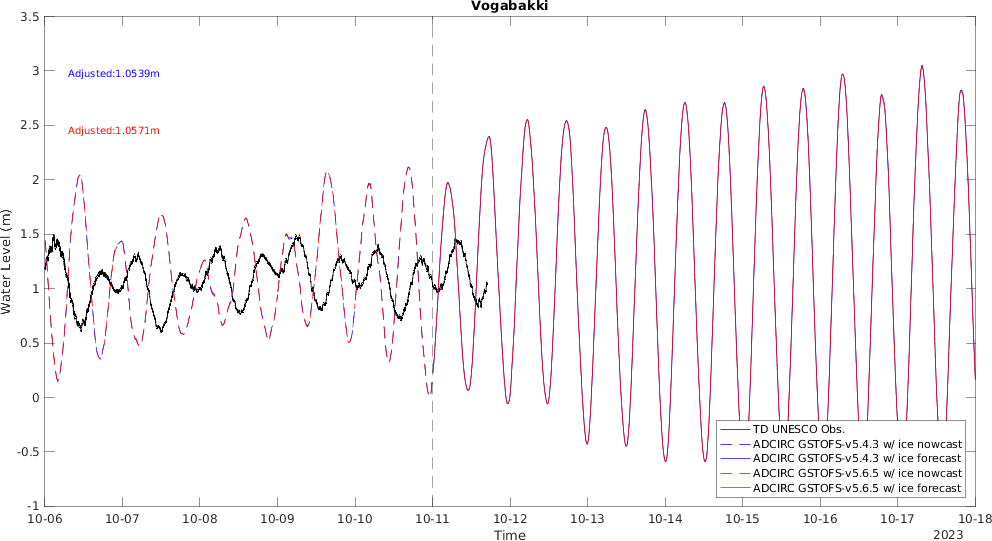 Vogabakki
3.5
3
2.5
2
1.5
1
0.5
0
-0.5
-1
Water Level (m)
Adjusted:1.0539m
Adjusted:1.0571m
TD UNESCO Obs.
ADCIRC GSTOFS-v5.4.3 w/ ice nowcast
ADCIRC GSTOFS-v5.4.3 w/ ice forecast
ADCIRC GSTOFS-v5.6.5 w/ ice nowcast
ADCIRC GSTOFS-v5.6.5 w/ ice forecast
10-06 10-07 10-08 10-09 10-10 10-11 10-12 10-13 10-14 10-15 10-16 10-17 10-18
Time
2023